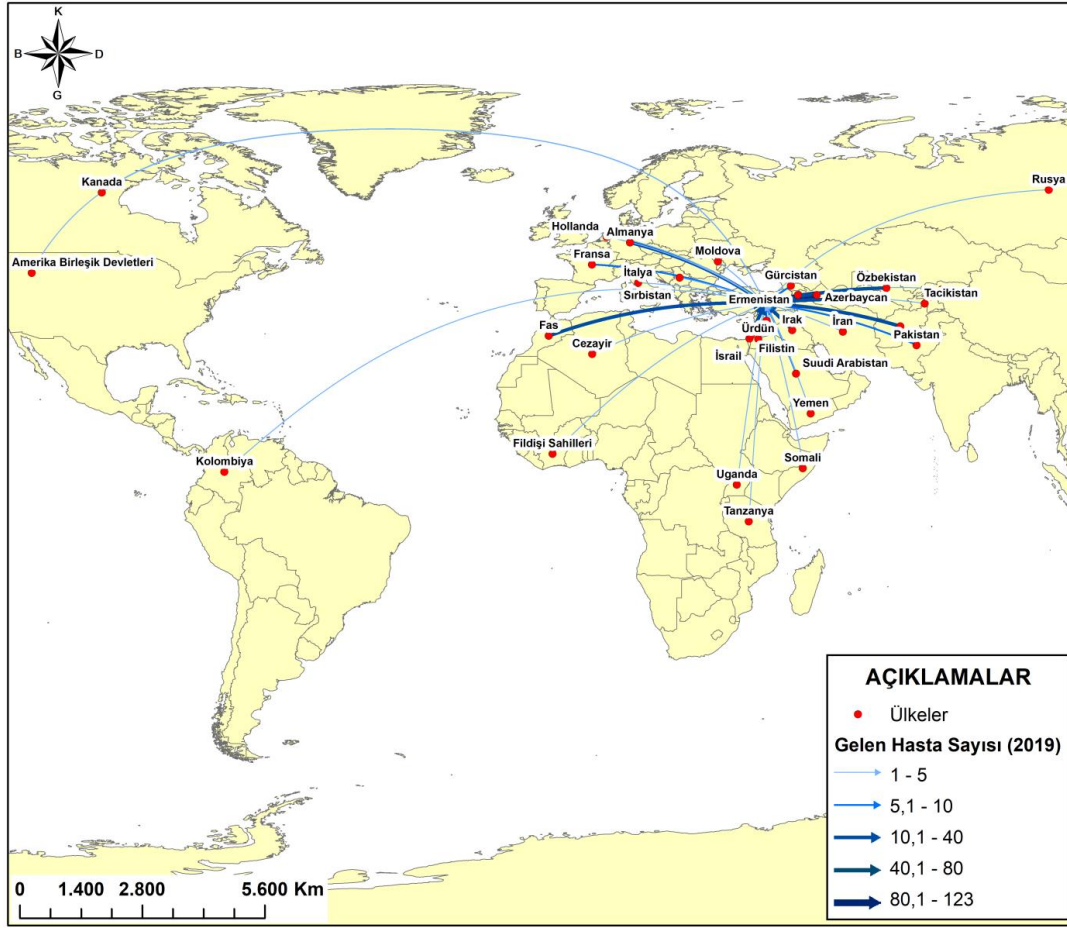 K
B
D
G
Kanada
Rusya
Hollanda
Almanya
Amerika Birleşik Devletleri
Fransa
Moldova
İtalya
Gürcistan
Özbekistan
Sırbistan
Ermenistan
Azerbaycan
Tacikistan
Fas
Cezayir
Ürdün
Irak
İran
Pakistan
İsrail
Filistin
Suudi Arabistan
Yemen
Fildişi Sahilleri
Somali
Kolombiya
Uganda
Tanzanya
AÇIKLAMALAR
Ülkeler
Gelen Hasta Sayısı (2019)
1 - 5
5,1 - 10
10,1 - 40
40,1 - 80
80,1 - 123
0 1.400 2.800 5.600 Km